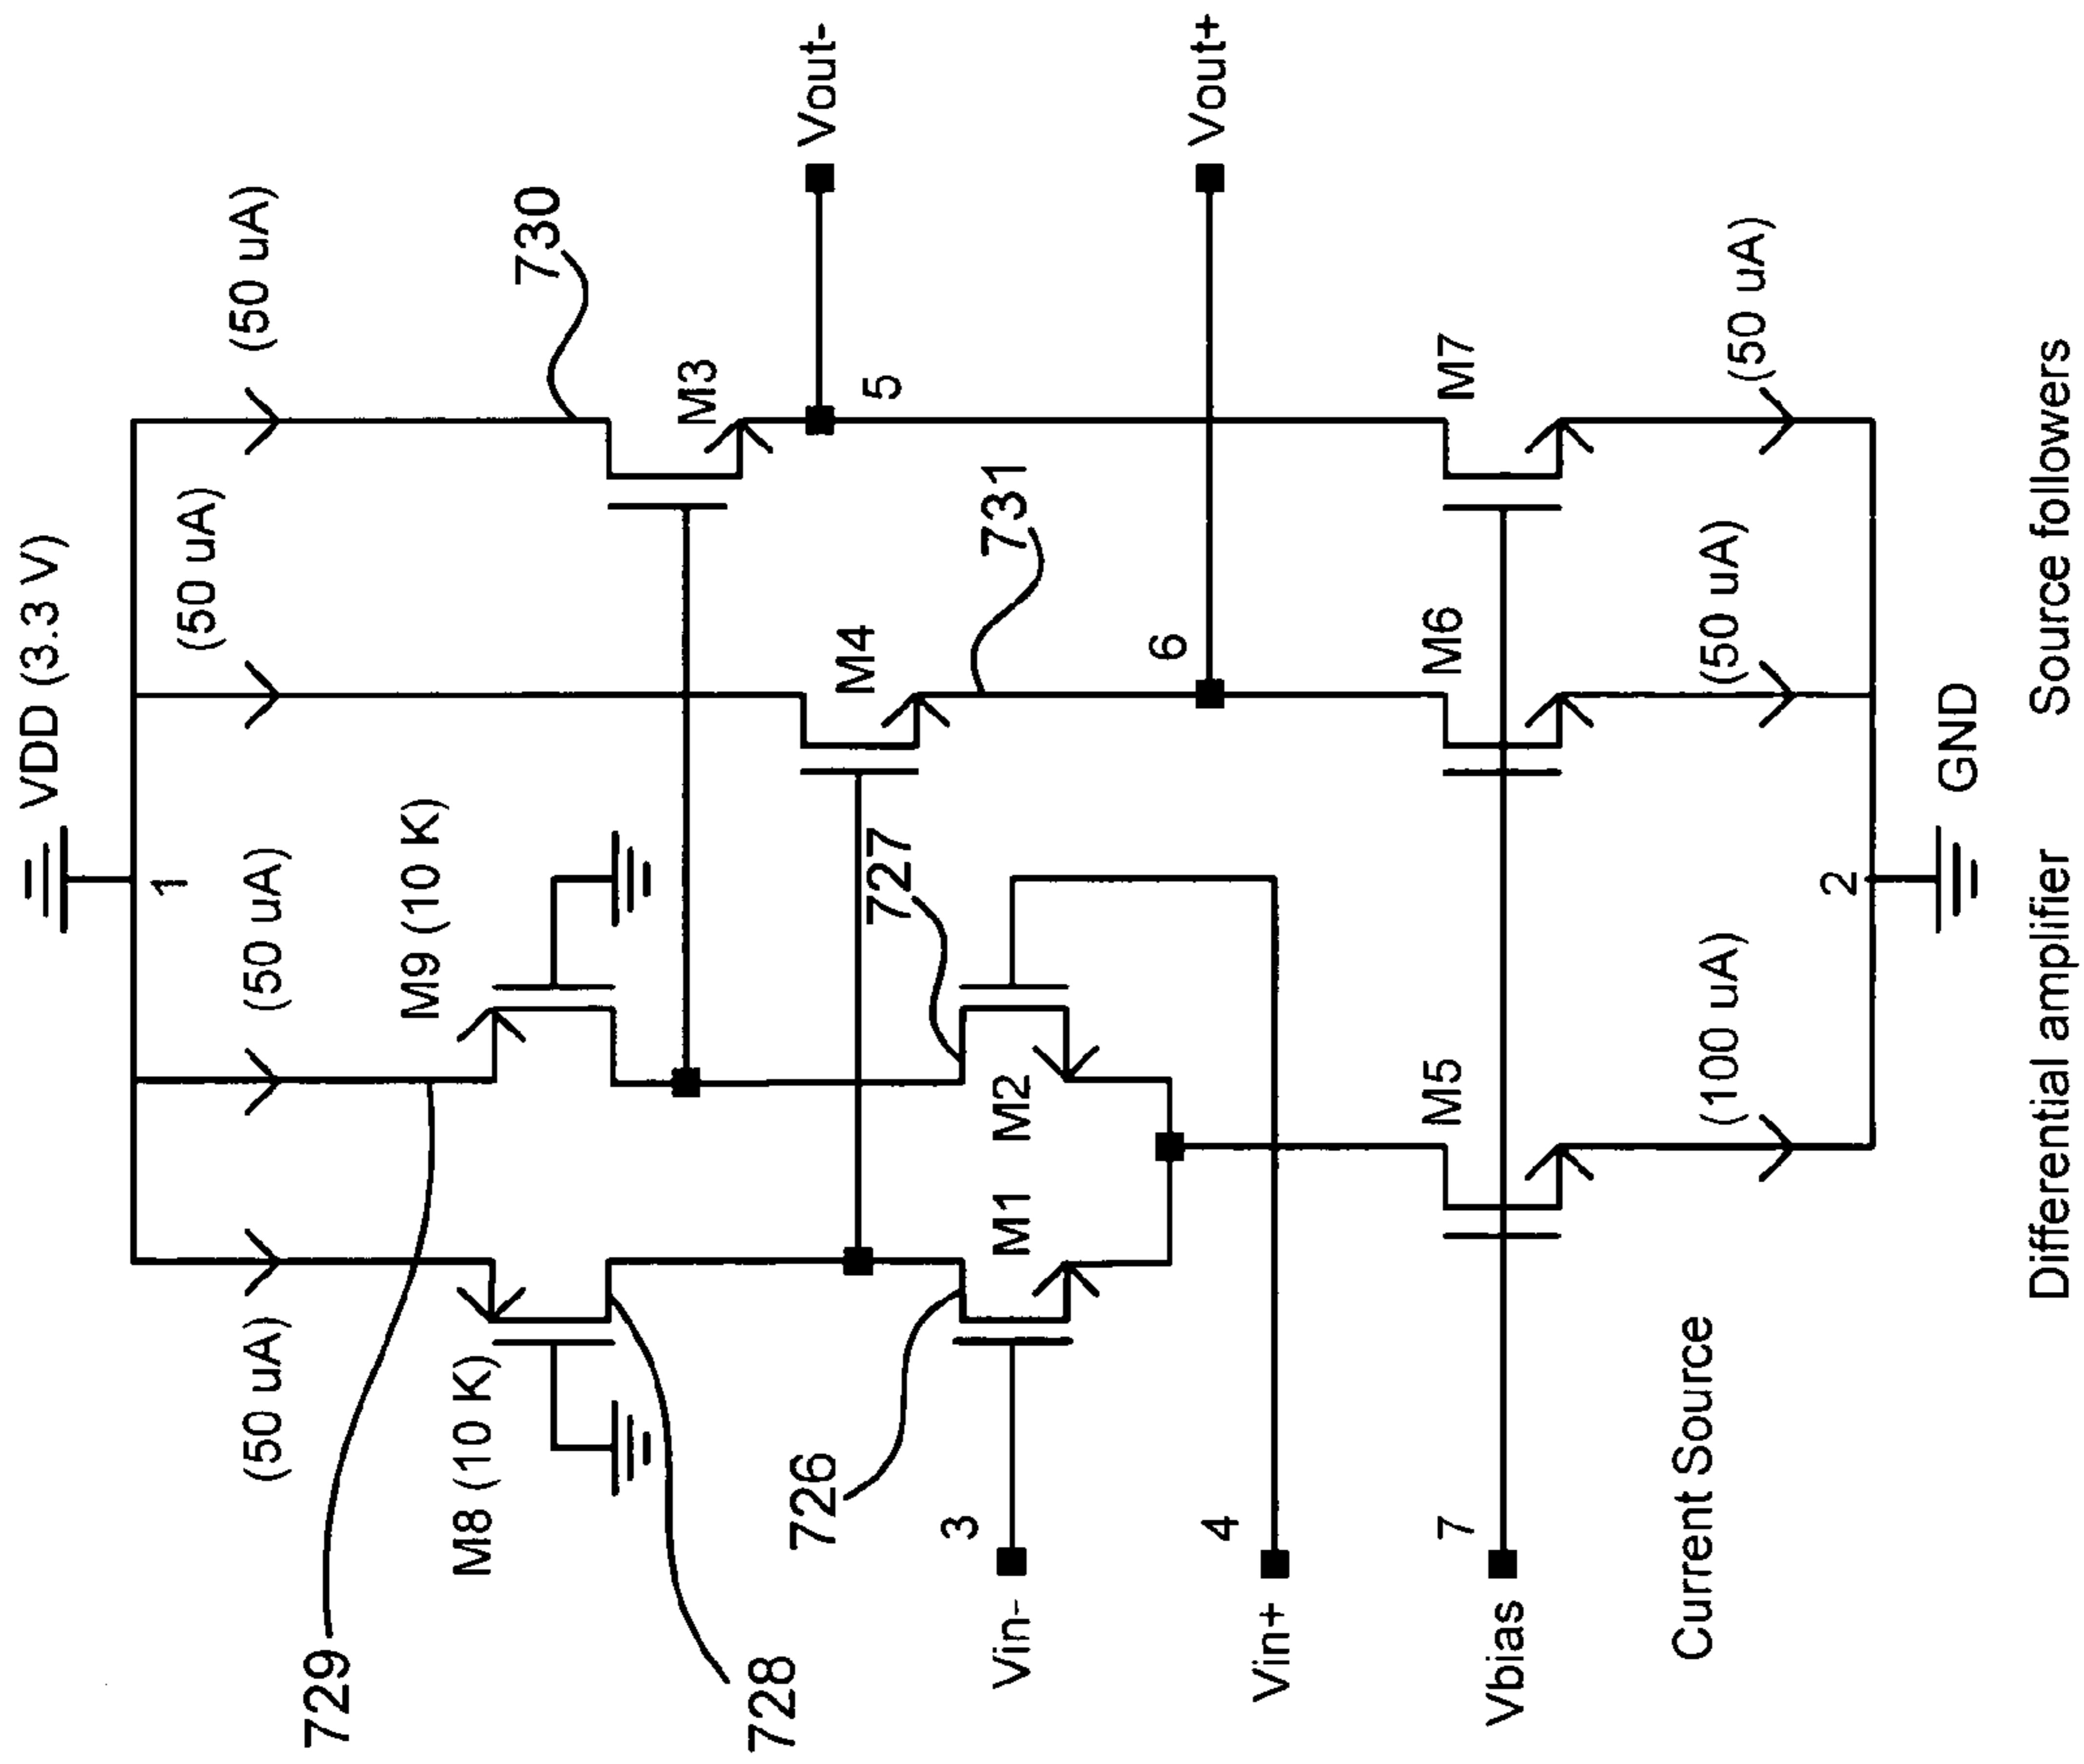 VDD (3.3 V)
1
(50 uA)
(50 uA)
(50 uA)
(50 uA)
M8 (10 K)
M9 (10 K)
729
728
730
M3
M4
Vout-
5
731
727
726
M1
M2
3
Vin-
4
Vin+
6
Vout+
7
Vbias
M5
M6
M7
Current Source
(100 uA)
(50 uA)
(50 uA)
2
GND
Differential amplifier
Source followers